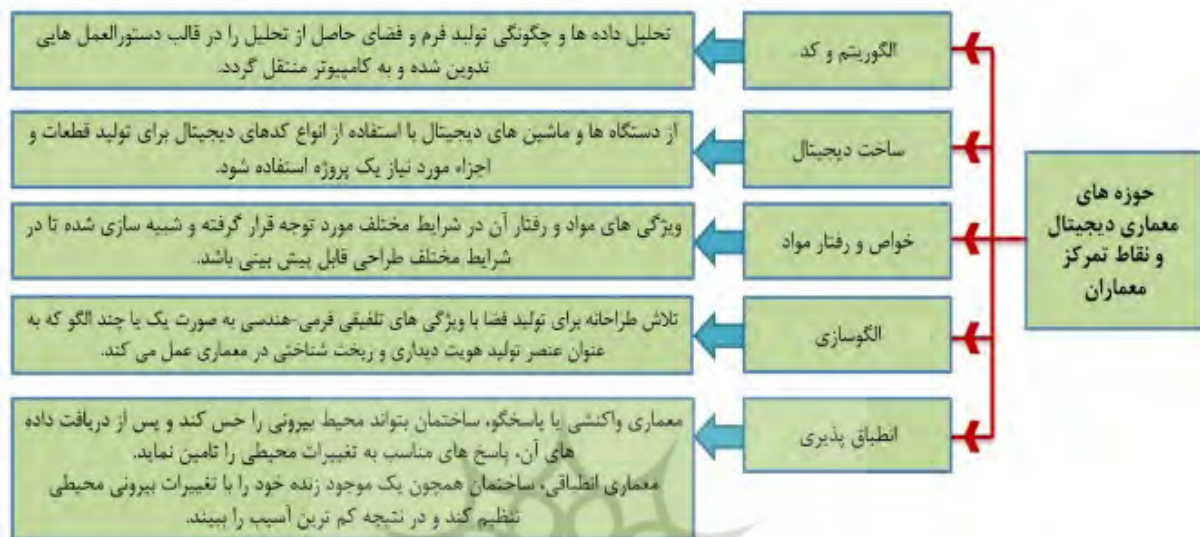 حوزه های
معماری دیجیتال
و نقاط تمرکز
معماران
الگوریتم و کد
تحلیل داده ها و چگونگی تولید فرم و فضای حاصل از تحلیل را در قالب دستورالعمل هایی
تدوین شده و به کامپیوتر منتقل گردد.
ساخت دیجیتال
از دستگاه ها و ماشین های دیجیتال با استفاده از انواع کدهای دیجیتال برای تولید قطعات و
اجزاء مورد نیاز یک پروژه استفاده شود.
خواص و رفتار مواد
ویژگی های مواد و رفتار آن در شرایط مختلف مورد توجه قرار گرفته و شبیه سازی شده تا در
شرایط مختلف طراحی قابل پیش بینی باشد.
الگوسازی
تلاش طراحانه برای تولید فضا با ویژگی های تلفیقی فرمی-هندسی به صورت یک یا چند الگو که به
عنوان عنصر تولید هویت دیداری و ریخت شناختی در معماری عمل می کند.
انطباق پذیری
معماری واکنشی یا پاسخگو، ساختمان بتواند محیط بیرونی را حس کند و پس از دریافت داده
های آن، پاسخ های مناسب به تغییرات محیطی را تامین نماید.
معماری انطباقی، ساختمان همچون یک موجود زنده خود را با تغییرات بیرونی محیطی
تنظیم کند و در نتیجه کم ترین آسیب را ببیند.